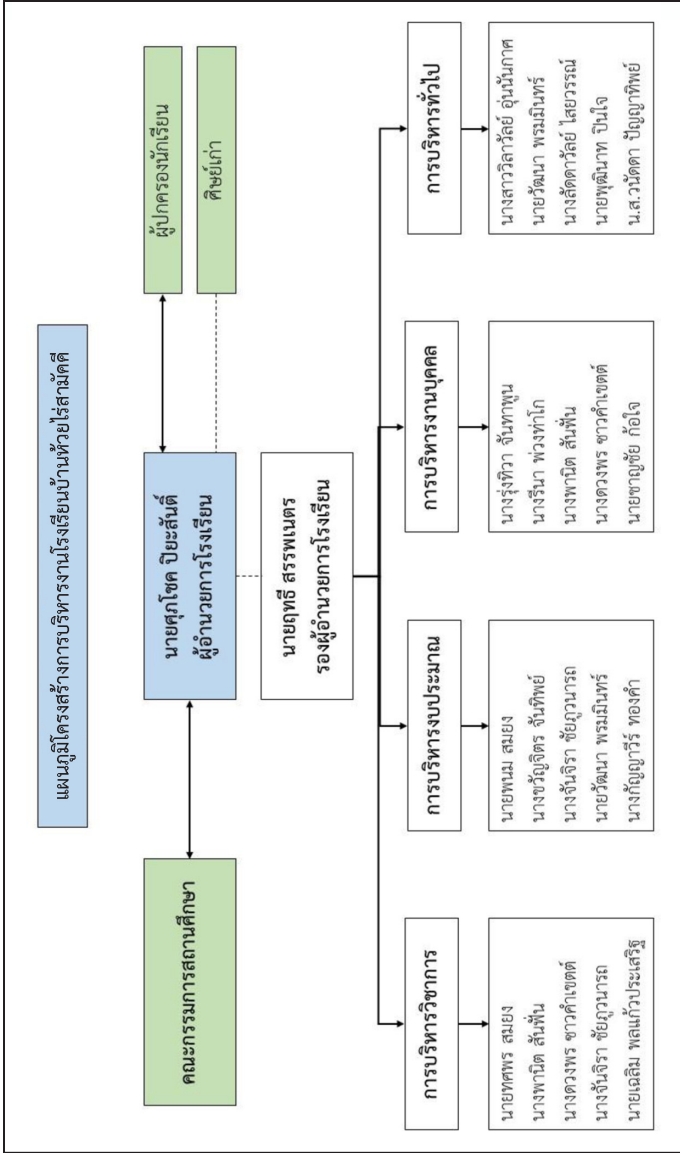 แผนภูมิโครงสร้างการบริหารงานโรงเรียนบ้านห้วยไร่สามัคคี
คณะกรรมการสถานศึกษา
นายศุภโชค ปิยะสันติ์
ผู้อำนวยการโรงเรียน
ผู้ปกครองนักเรียน
ศิษย์เก่า
นายฤทธี สรรพเนตร
รองผู้อำนวยการโรงเรียน
การบริหารวิชาการ
นายทศพร สมยง
นางพานิต สันฟั่น
นางดวงพร ชาวคำเขตต์
นางจันจิรา ชัยภูวนารถ
นายเฉลิม พลแก้วประเสริฐ
การบริหารงบประมาณ
นายพนม สมยง
นางขวัญจิตร จันทิพย์
นางจันจิรา ชัยภูวนารถ
นายวัฒนา พรมมินทร์
นางกัญญาวีร์ ทองคำ
การบริหารงานบุคคล
นางรุ่งทิวา จันทาพูน
นางรีนา พ่วงท่าโก
นางพานิต สันฟั่น
นางดวงพร ชาวคำเขตต์
นายชาญชัย ก้อใจ
การบริหารทั่วไป
นางสาววิลาวัลย์ อุ่นนันกาศ
นายวัฒนา พรมมินทร์
นางลัดดาวัลย์ ไสยวรรณ์
นายพุฒินาท ปินใจ
น.ส.วนัดดา ปัญญาทิพย์